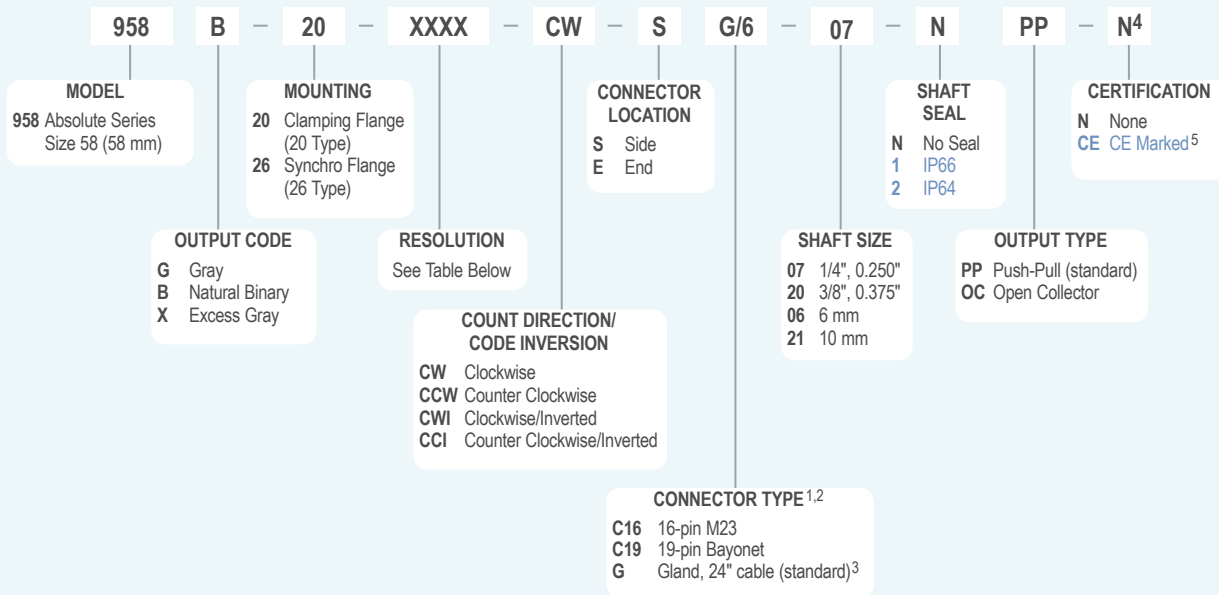 958 B – 20 – XXXX – CW – S G/6 – 07 – N PP – N4
MODEL
958 Absolute Series
Size 58 (58 mm)
MOUNTING
20 Clamping Flange
(20 Type)
26 Synchro Flange
(26 Type)
CONNECTOR
LOCATION
S Side
E End
SHAFT
SEAL
N No Seal
1 IP66
2 IP64
CERTIFICATION
N None
CE CE Marked5
OUTPUT CODE
G Gray
B Natural Binary
X Excess Gray
RESOLUTION
See Table Below
SHAFT SIZE
07 1/4", 0.250"
20 3/8", 0.375"
06 6 mm
21 10 mm
OUTPUT TYPE
PP Push-Pull (standard)
OC Open Collector
COUNT DIRECTION/
CODE INVERSION
CW Clockwise
CCW Counter Clockwise
CWI Clockwise/Inverted
CCI Counter Clockwise/Inverted
CONNECTOR TYPE1,2
C16 16-pin M23
C19 19-pin Bayonet
G Gland, 24" cable (standard)3